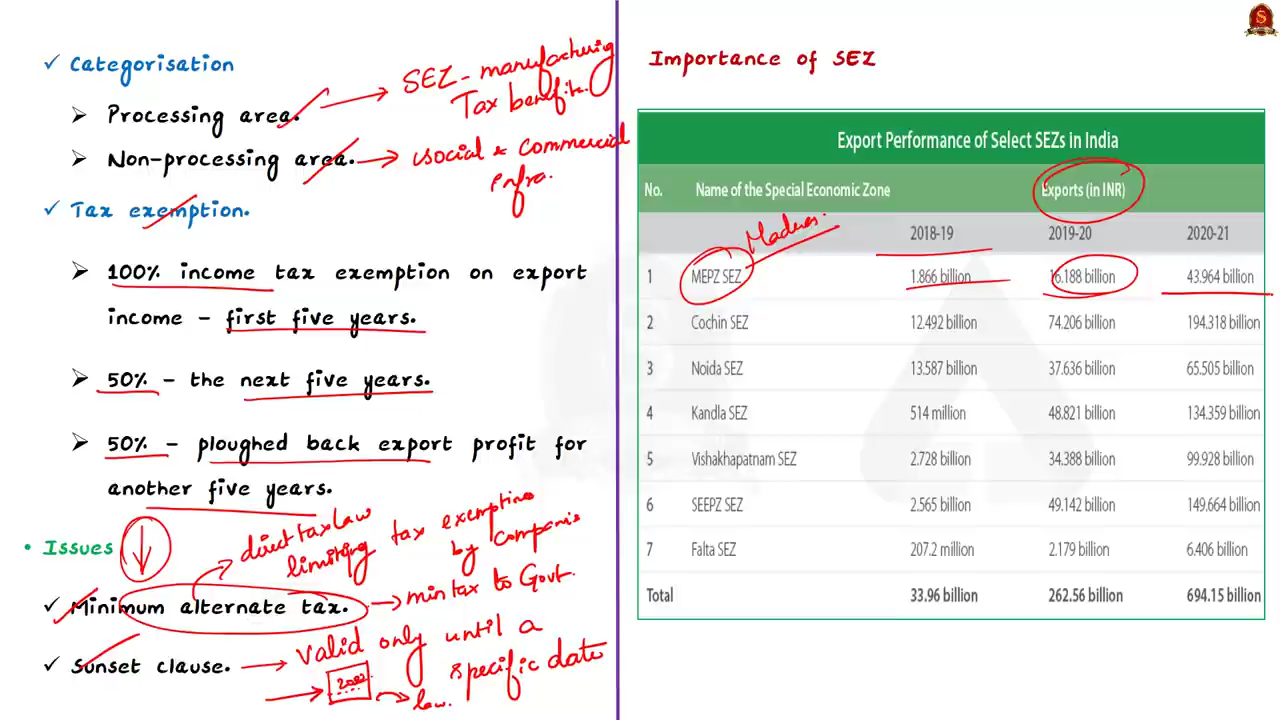 ✓ Categorisation
➢ Processing area. → SEZ - manufacturing
Tax benefits.
➢ Non-processing area. → social & commercial
infra.
✓ Tax exemption.
➢ 100% income tax exemption on export
income – first five years.
➢ 50% – the next five years.
➢ 50% – ploughed back export profit for
another five years.
• Issues ↓
direct tax law
limiting tax exemption
by companies
✓ Minimum alternate tax. → min tax to Govt.
✓ Sunset clause. → valid only until a
specific date
law.
Importance of SEZ
S
Export Performance of Select SEZs in India
No. Name of the Special Economic Zone Exports (in INR)
Madras.
2018-19 2019-20 2020-21
1 MEPZ SEZ 1.866 billion 16.188 billion 43.964 billion
2 Cochin SEZ 12.492 billion 74.206 billion 194.318 billion
3 Noida SEZ 13.587 billion 37.636 billion 65.505 billion
4 Kandla SEZ 514 million 48.821 billion 134.359 billion
5 Vishakhapatnam SEZ 2.728 billion 34.388 billion 99.928 billion
6 SEEPZ SEZ 2.565 billion 49.142 billion 149.664 billion
7 Falta SEZ 207.2 million 2.179 billion 6.406 billion
Total 33.96 billion 262.56 billion 694.15 billion